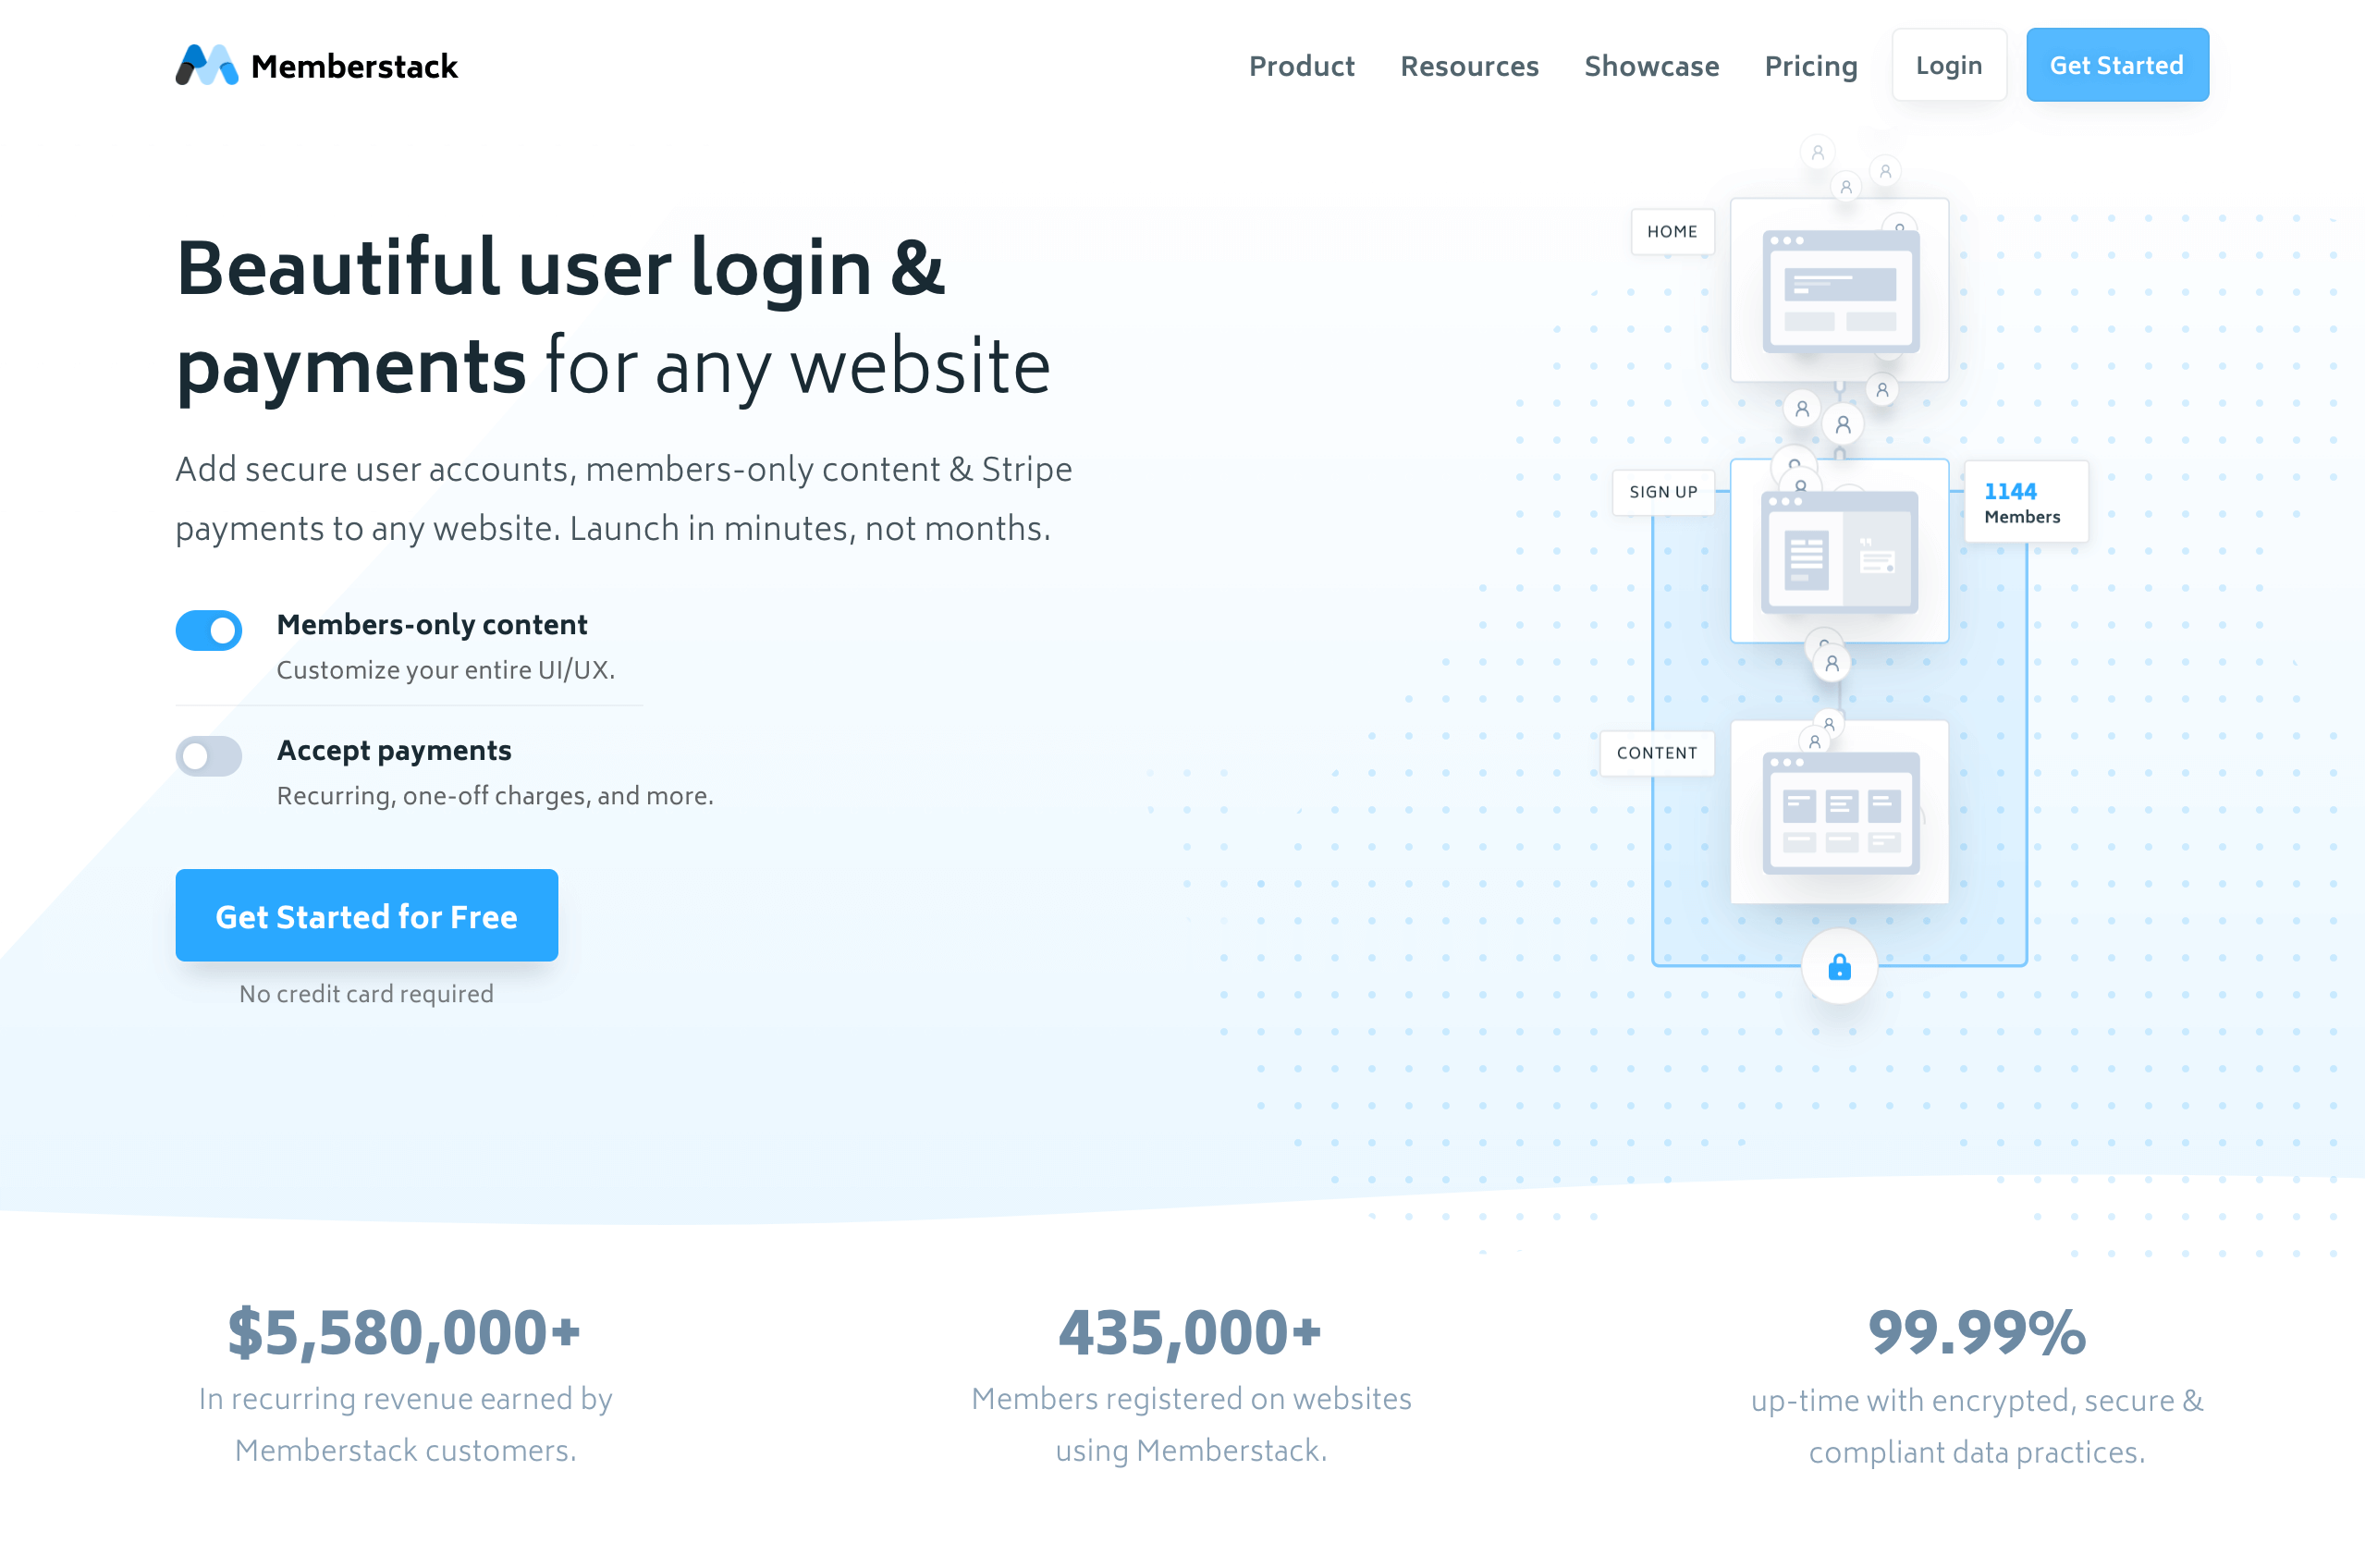 Memberstack
Product
Resources
Showcase
Pricing
Login
Get Started
Beautiful user login &
payments for any website
Add secure user accounts, members-only content & Stripe
payments to any website. Launch in minutes, not months.
Members-only content
Customize your entire UI/UX.
Accept payments
Recurring, one-off charges, and more.
Get Started for Free
No credit card required
HOME
SIGN UP
1144
Members
CONTENT
$5,580,000+
In recurring revenue earned by
Memberstack customers.
435,000+
Members registered on websites
using Memberstack.
99.99%
up-time with encrypted, secure &
compliant data practices.